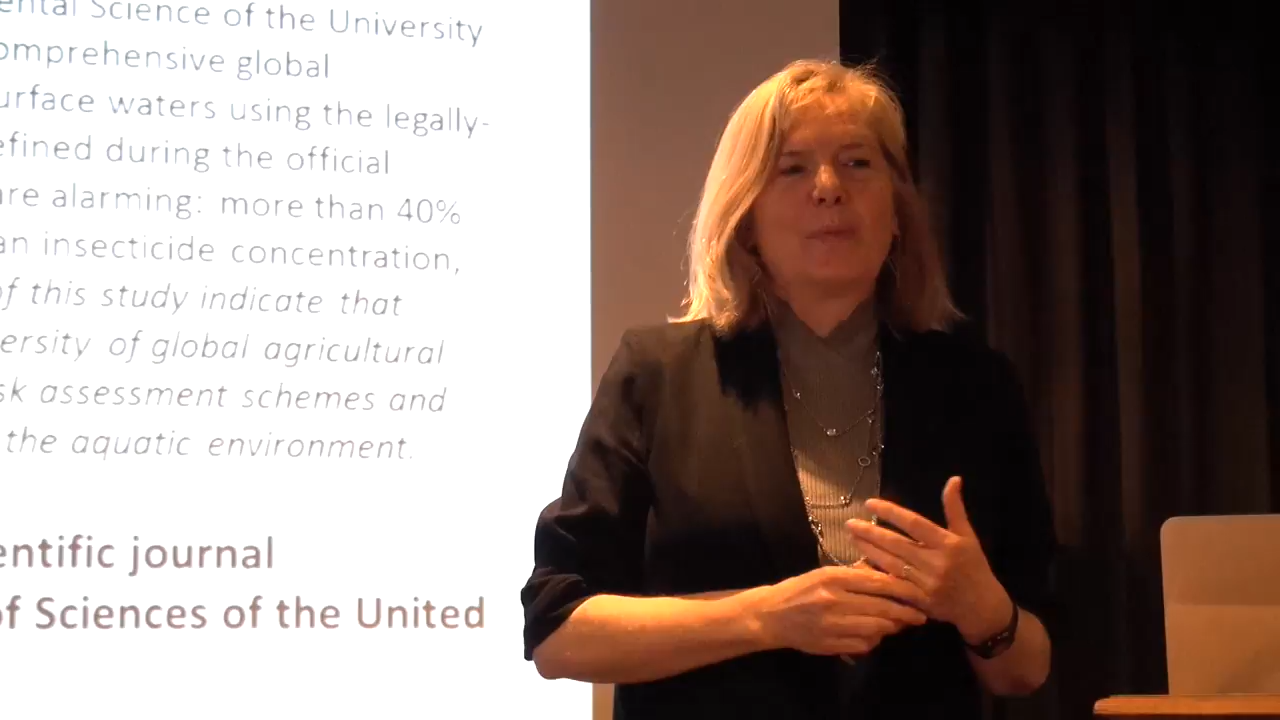 ental Science of the University
omprehensive global
urface waters using the legally-
efined during the official
are alarming: more than 40%
an insecticide concentration,
of this study indicate that
ersity of global agricultural
sk assessment schemes and
the aquatic environment.
entific journal
of Sciences of the United